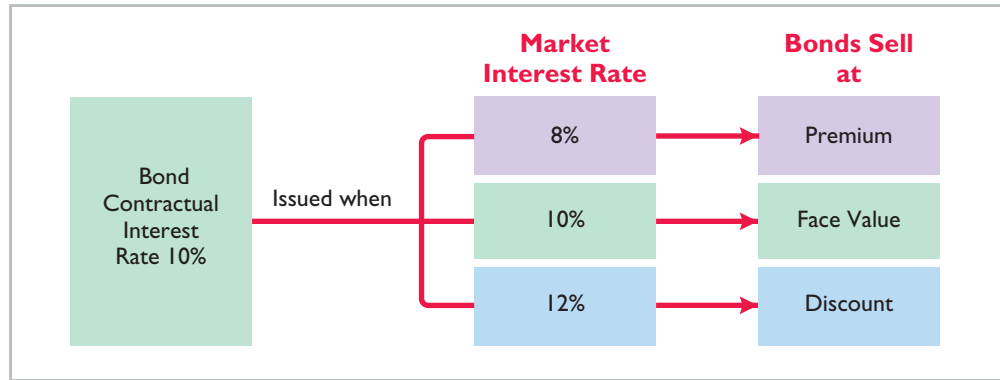 Market
Interest Rate
Bonds Sell
at
Bond
Contractual
Interest
Rate 10%
Issued when
8%
Premium
10%
Face Value
12%
Discount